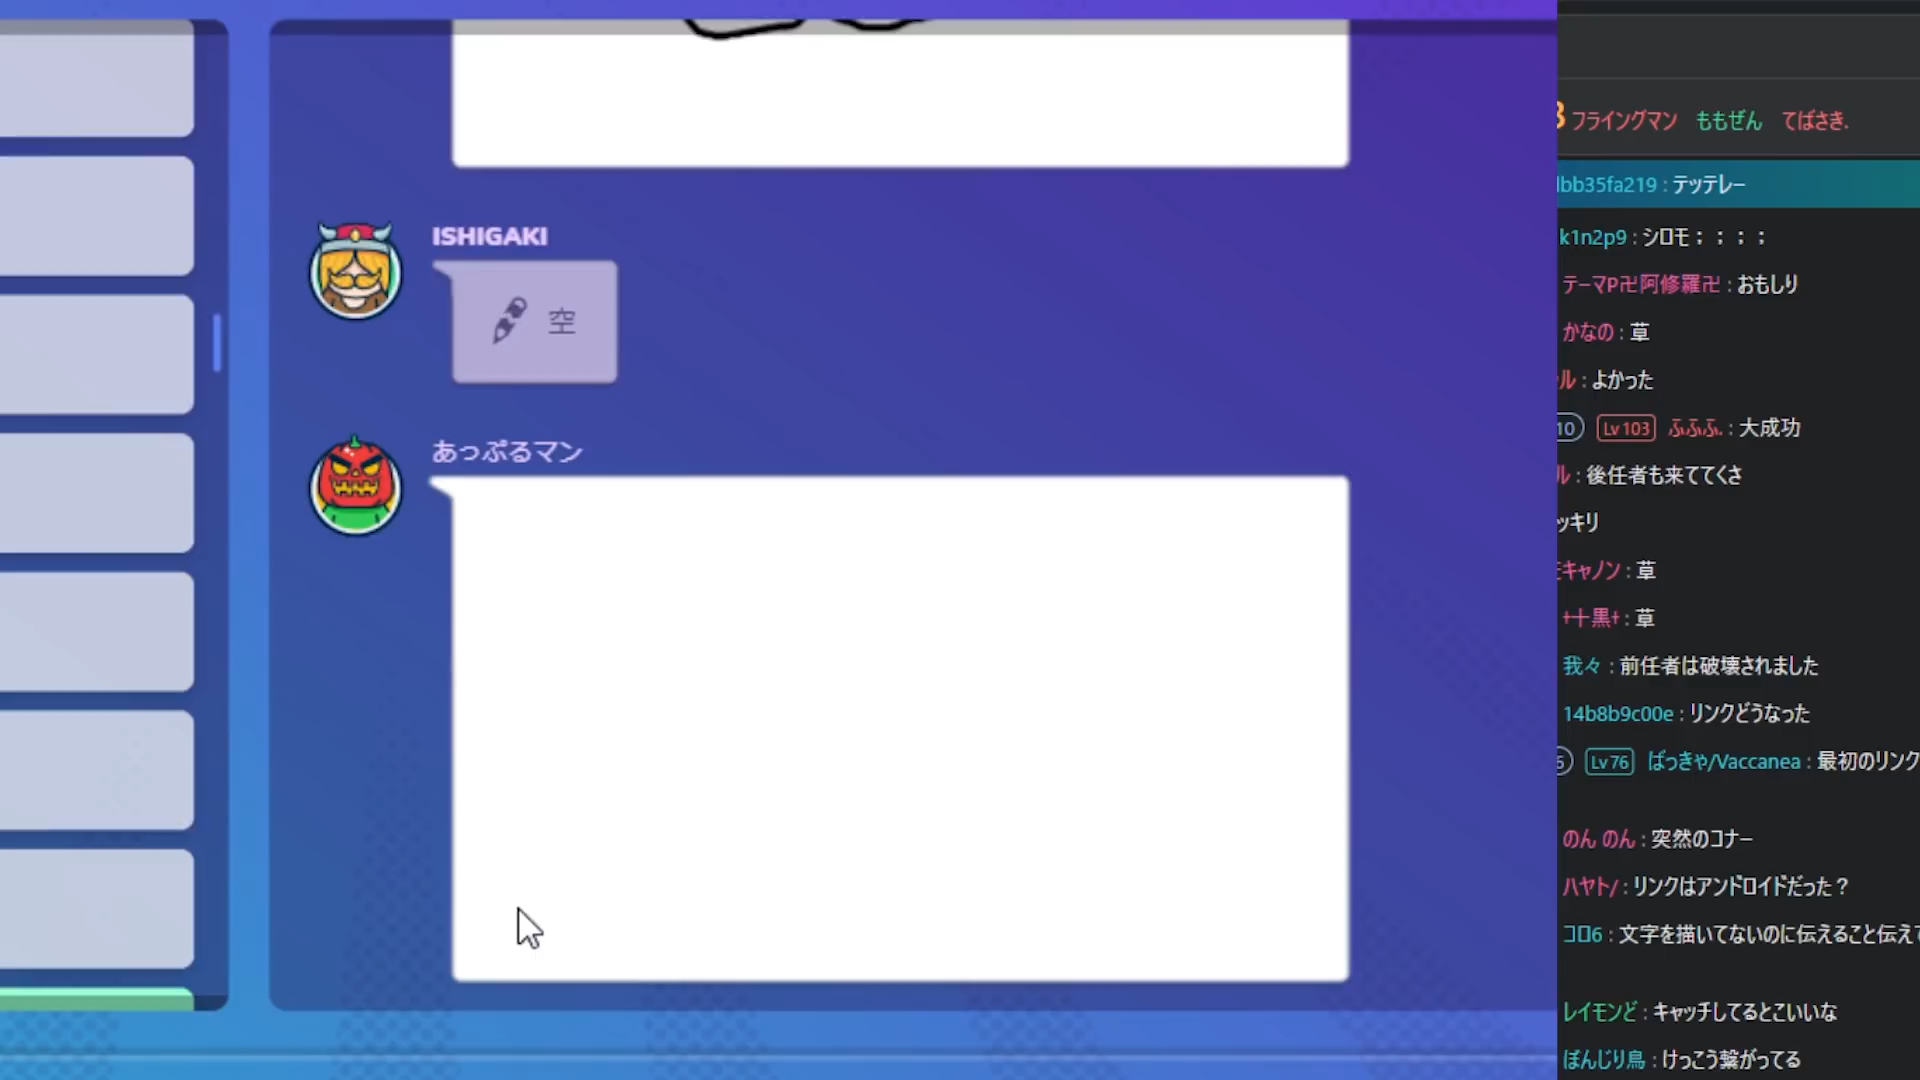 ISHIGAKI
空
あっぷるマン
フライングマン ももぜん てばさき.
lbb35fa219 : テッテレー
k1n2p9 : シロモ：：：：
テーマP卍阿修羅卍 : おもしり
かなの : 草
ル : よかった
10 Lv 103 ふふふ. : 大成功
ル : 後任者も来ててくさ
ッキリ
キャノン : 草
+十黒+ : 草
我々 : 前任者は破壊されました
14b8b9c00e : リンクどうなった
Lv 76 ばっきゃ/Vaccanea : 最初のリンク
のん のん : 突然のコナー
ハヤト/ : リンクはアンドロイドだった？
コロ6 : 文字を描いてないのに伝えること伝えて
レイモンど : キャッチしてるとこいいな
ぼんじり鳥 : けっこう繋がってる